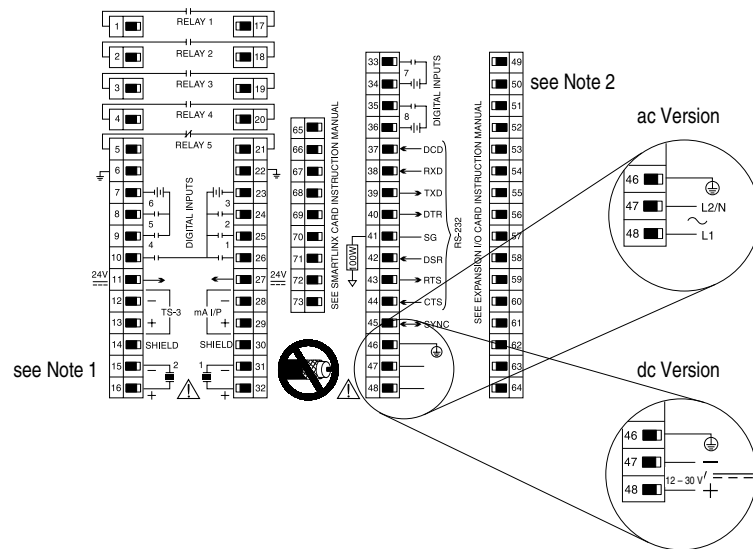 RELAY 1
1 17
RELAY 2
2 18
RELAY 3
3 19
RELAY 4
4 20
RELAY 5
5 21
6 22
7 23
8 24
9 25
10 26
11 27
12 28
13 29
14 30
15 31
16 32
6 3
5 2
4 1
DIGITAL INPUTS
24V 24V
TS-3 mA I/P
− −
+ +
SHIELD SHIELD
see Note 1
− 2 1 −
+ +
65
66
67
68
69
70
71
72
73
SEE SMARTLINX CARD INSTRUCTION MANUAL
33
34
35
36
7
8
DIGITAL INPUTS
37 DCD
38 RXD
39 TXD
40 DTR
41 SG
42 DSR
43 RTS
44 CTS
45 SYNC
46
47
48
RS-232
100W
SEE EXPANSION I/O CARD INSTRUCTION MANUAL
49
50
51
52
53
54
55
56
57
58
59
60
61
62
63
64
see Note 2
ac Version
46
47 L2/N
48 L1
dc Version
46
47 −
12 – 30 V
48 +